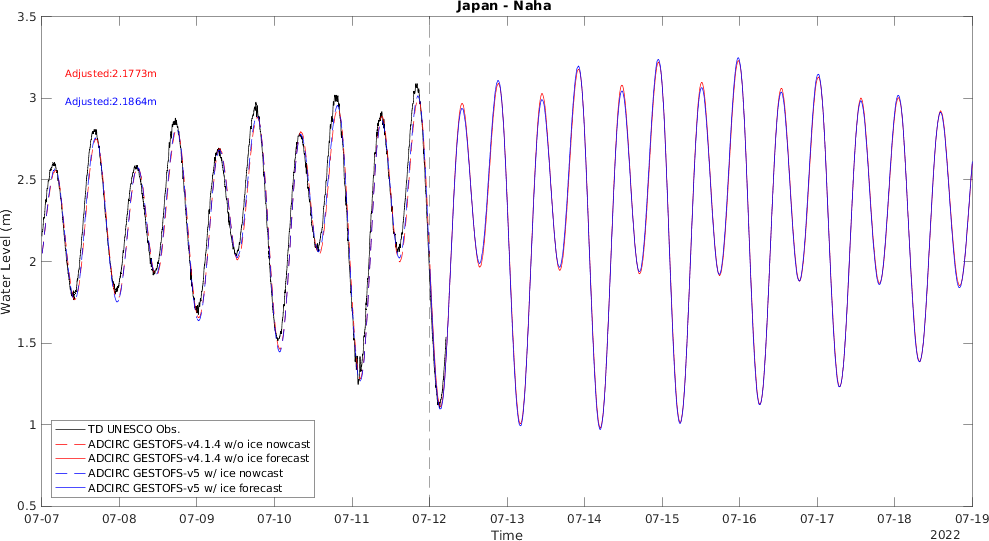 Japan - Naha
3.5
3
2.5
2
1.5
1
0.5
Water Level (m)
Adjusted:2.1773m
Adjusted:2.1864m
TD UNESCO Obs.
ADCIRC GESTOFS-v4.1.4 w/o ice nowcast
ADCIRC GESTOFS-v4.1.4 w/o ice forecast
ADCIRC GESTOFS-v5 w/ ice nowcast
ADCIRC GESTOFS-v5 w/ ice forecast
07-07 07-08 07-09 07-10 07-11 07-12 07-13 07-14 07-15 07-16 07-17 07-18 07-19
Time
2022